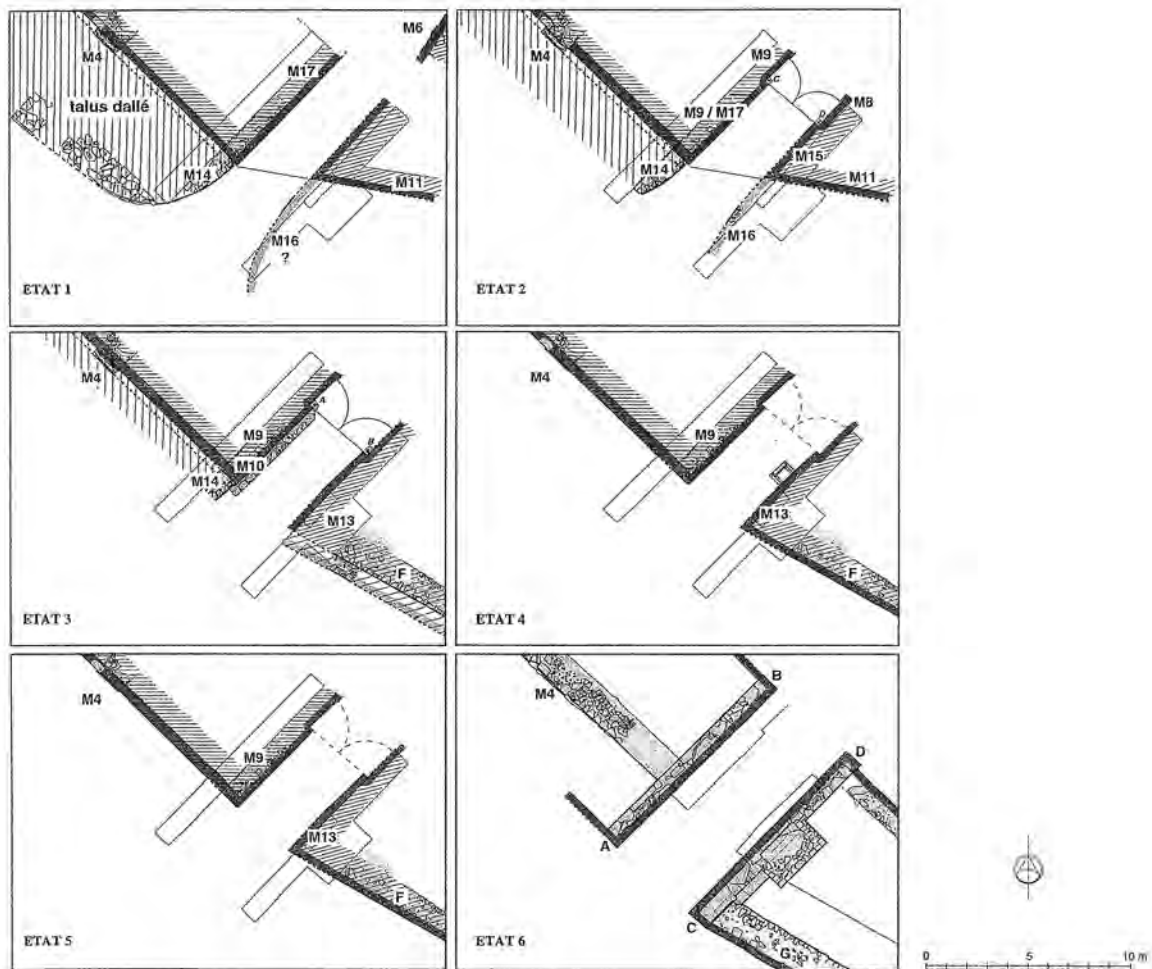 M4
talus dallé
M17
M6
M14
M11
M16
?
ETAT 1
M4
M9
C
M9 / M17
D
M8
M15
M14
M11
M16
ETAT 2
M4
A
M9
M10
B
M14
M13
F
ETAT 3
M4
M9
M13
F
ETAT 4
M4
M9
M13
F
ETAT 5
M4
B
D
A
C
G
ETAT 6
0 5 10 m